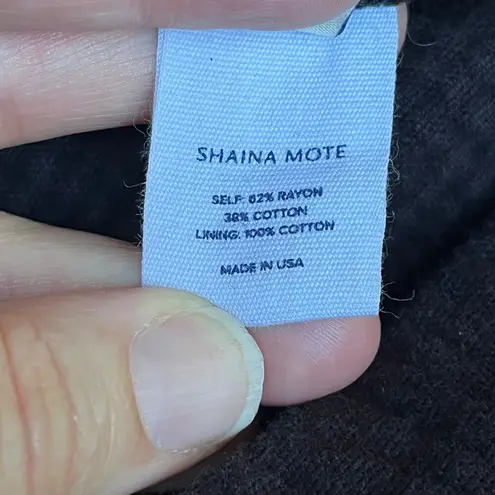 SHAINA MOTE
SELF: 62% RAYON
38% COTTON
LINING: 100% COTTON
MADE IN USA